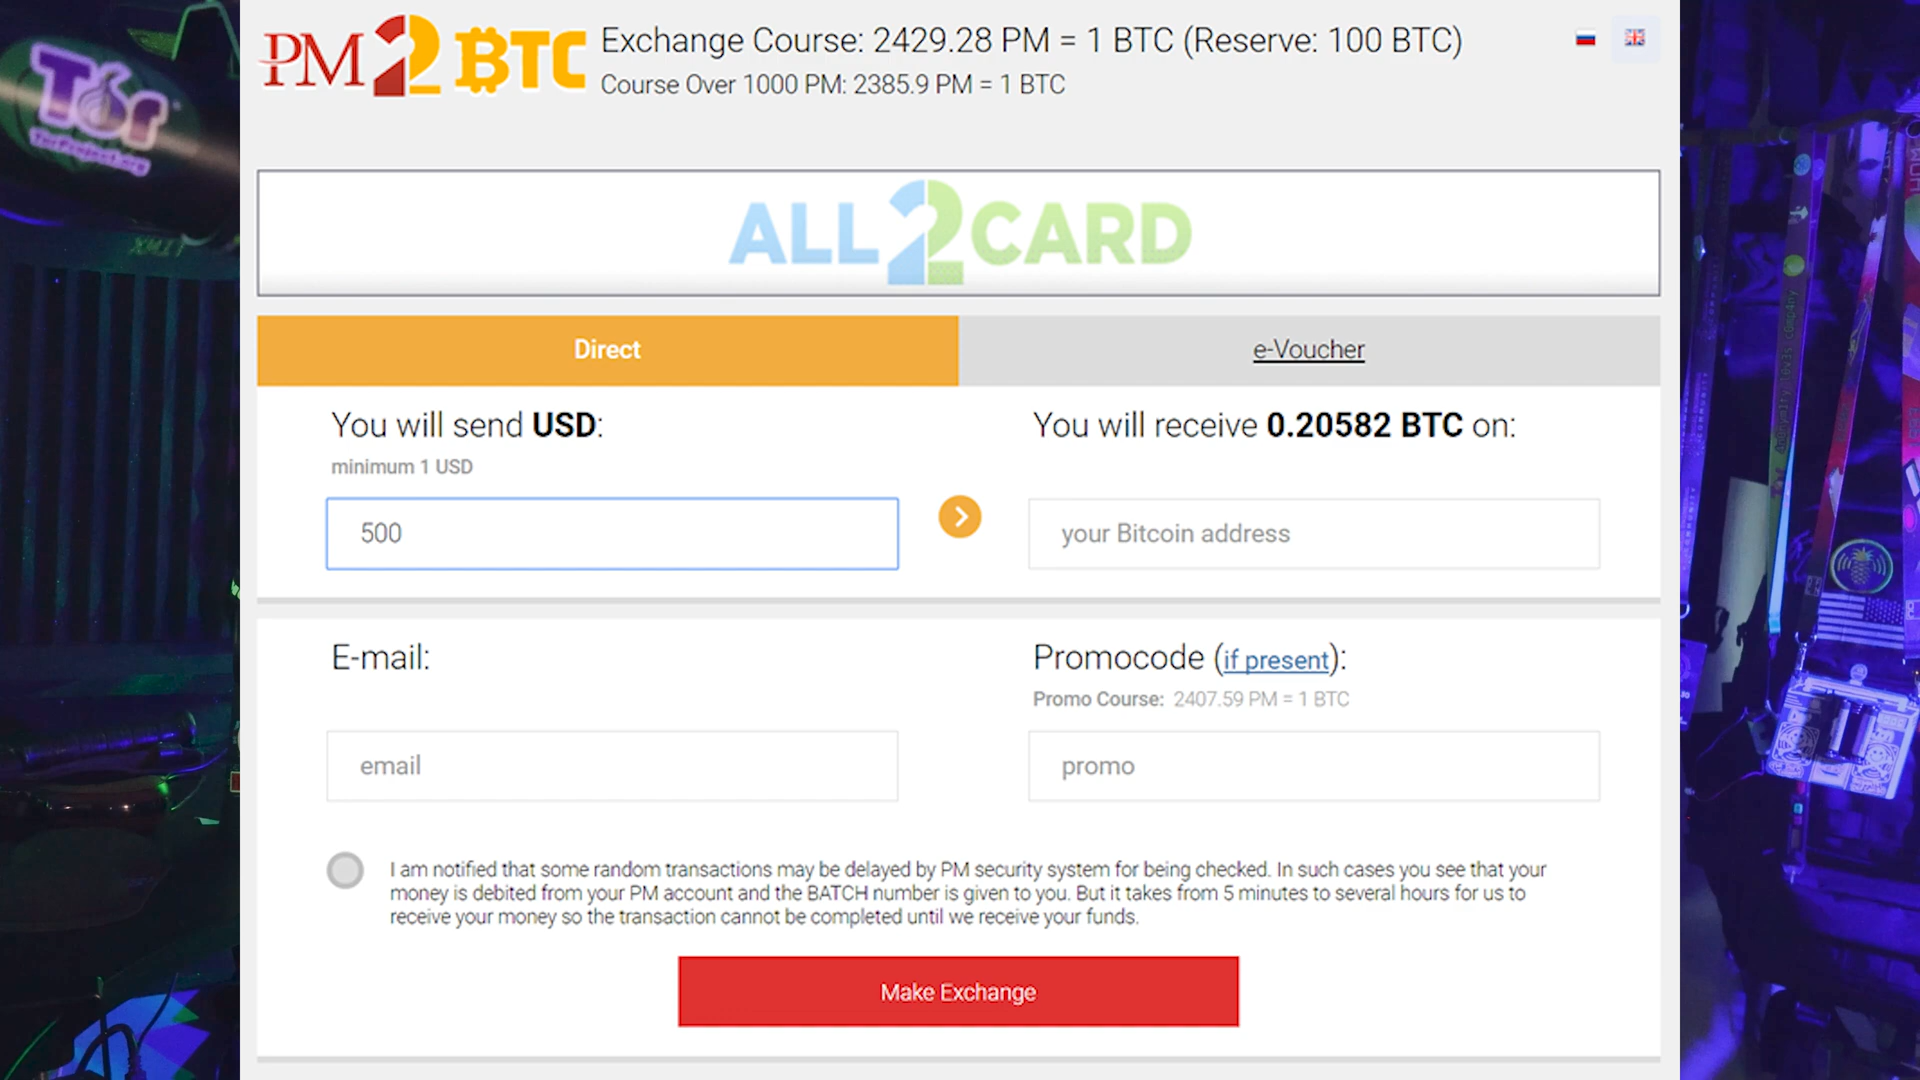 PM2BTC
Exchange Course: 2429.28 PM = 1 BTC (Reserve: 100 BTC)
Course Over 1000 PM: 2385.9 PM = 1 BTC
Tor
TorProject.org
ALL2CARD
Direct
e-Voucher
You will send USD:
minimum 1 USD
500
You will receive 0.20582 BTC on:
your Bitcoin address
E-mail:
email
Promocode (if present):
Promo Course: 2407.59 PM = 1 BTC
promo
I am notified that some random transactions may be delayed by PM security system for being checked. In such cases you see that your
money is debited from your PM account and the BATCH number is given to you. But it takes from 5 minutes to several hours for us to
receive your money so the transaction cannot be completed until we receive your funds.
Make Exchange